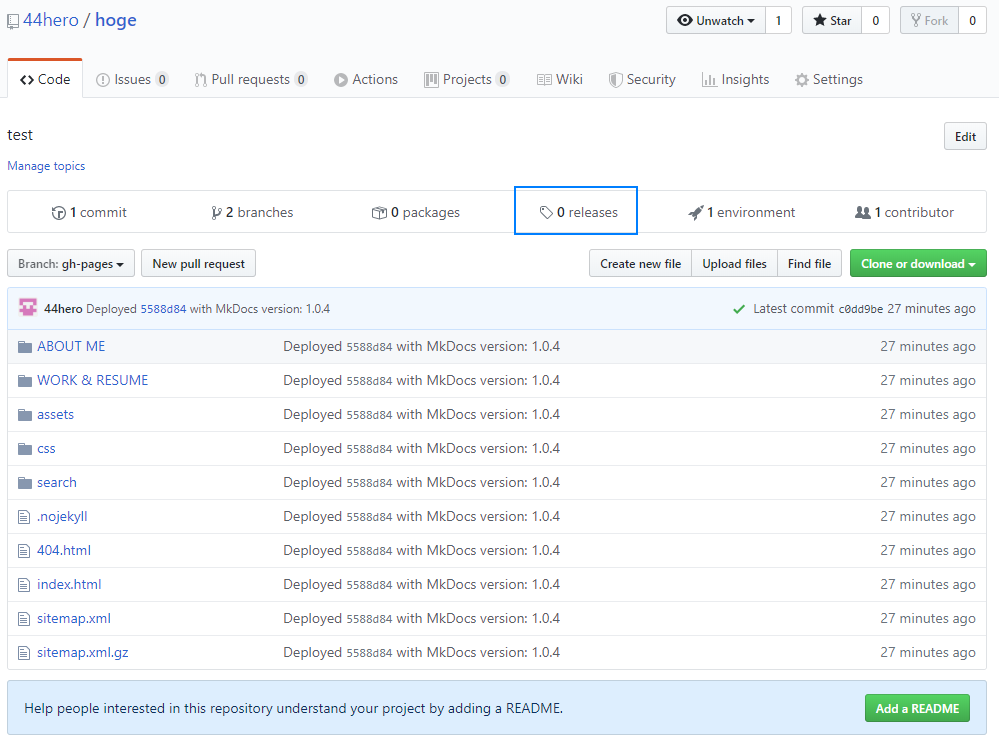 44hero / hoge Unwatch 1 Star 0 Fork 0
Code Issues 0 Pull requests 0 Actions Projects 0 Wiki Security Insights Settings
test Edit
Manage topics
1 commit 2 branches 0 packages 0 releases 1 environment 1 contributor
Branch: gh-pages New pull request Create new file Upload files Find file Clone or download
44hero Deployed 5588d84 with MkDocs version: 1.0.4 Latest commit c0dd9be 27 minutes ago
ABOUT ME Deployed 5588d84 with MkDocs version: 1.0.4 27 minutes ago
WORK & RESUME Deployed 5588d84 with MkDocs version: 1.0.4 27 minutes ago
assets Deployed 5588d84 with MkDocs version: 1.0.4 27 minutes ago
css Deployed 5588d84 with MkDocs version: 1.0.4 27 minutes ago
search Deployed 5588d84 with MkDocs version: 1.0.4 27 minutes ago
.nojekyll Deployed 5588d84 with MkDocs version: 1.0.4 27 minutes ago
404.html Deployed 5588d84 with MkDocs version: 1.0.4 27 minutes ago
index.html Deployed 5588d84 with MkDocs version: 1.0.4 27 minutes ago
sitemap.xml Deployed 5588d84 with MkDocs version: 1.0.4 27 minutes ago
sitemap.xml.gz Deployed 5588d84 with MkDocs version: 1.0.4 27 minutes ago
Help people interested in this repository understand your project by adding a README. Add a README